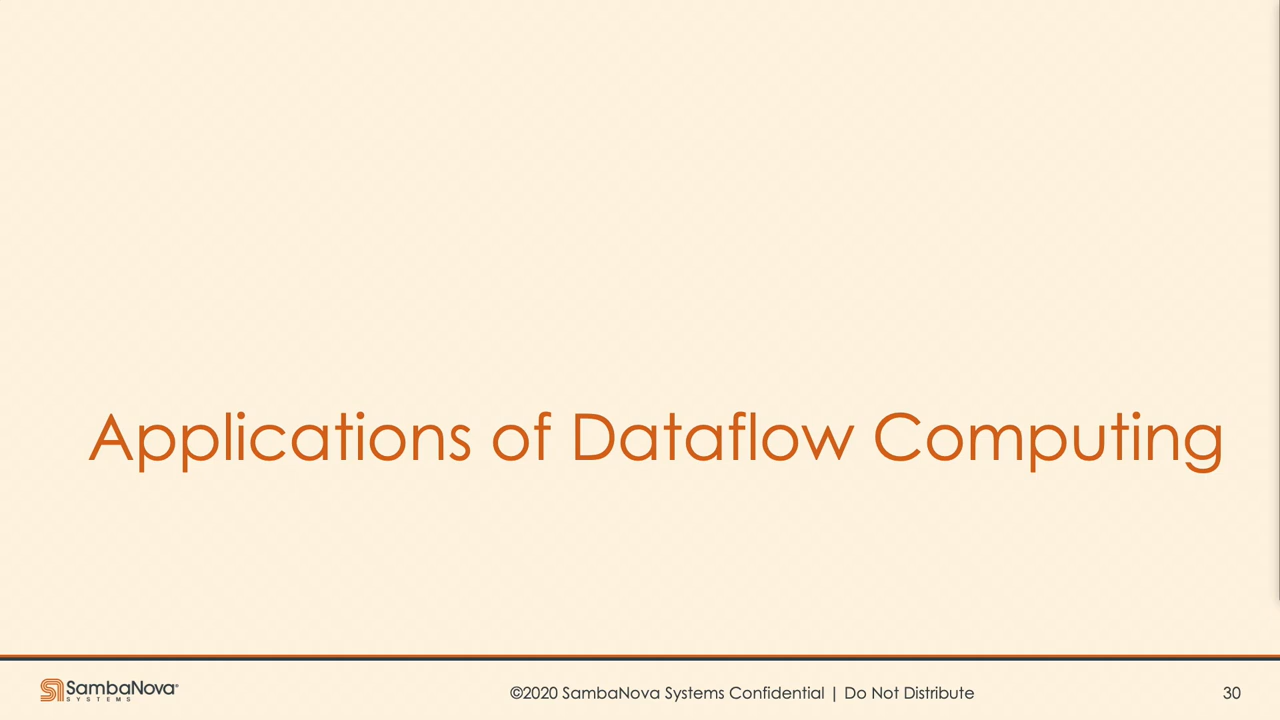 Applications of Dataflow Computing
SambaNova®
SYSTEMS
©2020 SambaNova Systems Confidential | Do Not Distribute
30